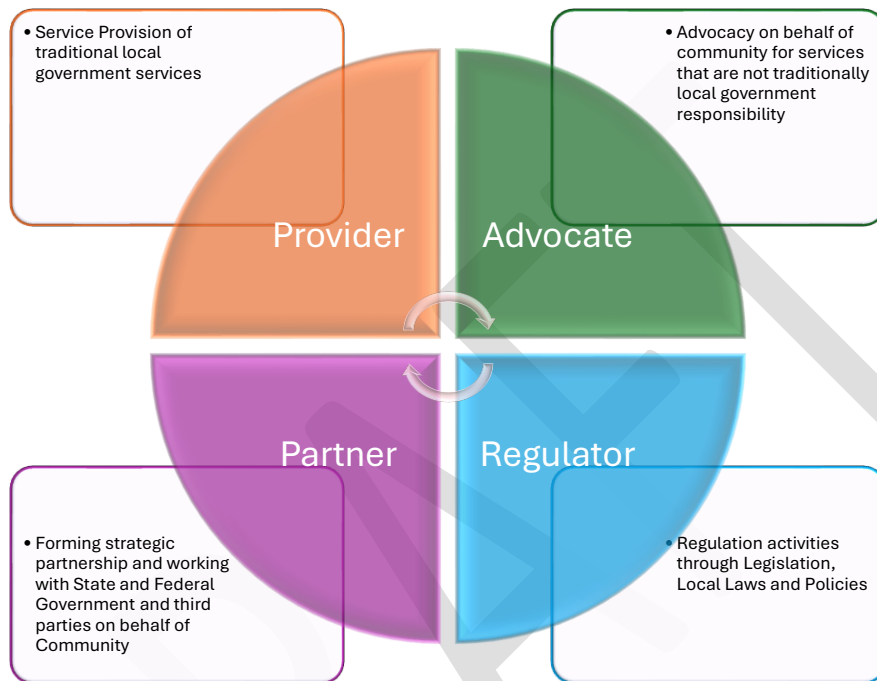 • Service Provision of
traditional local
government services
• Advocacy on behalf of
community for services
that are not traditionally
local government
responsibility
Provider
Advocate
Partner
Regulator
• Forming strategic
partnership and working
with State and Federal
Government and third
parties on behalf of
Community
• Regulation activities
through Legislation,
Local Laws and Policies